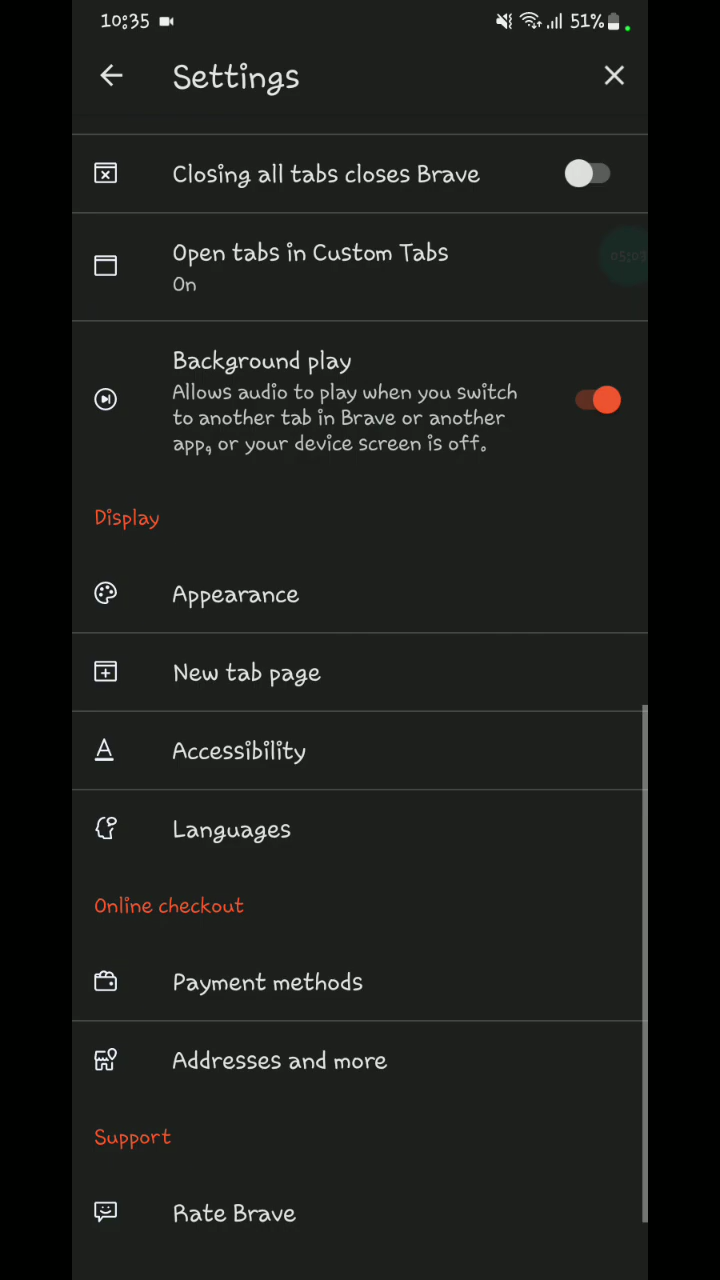 10:35 51%
Settings
Closing all tabs closes Brave
Open tabs in Custom Tabs
On
Background play
Allows audio to play when you switch
to another tab in Brave or another
app, or your device screen is off.
Display
Appearance
New tab page
Accessibility
Languages
Online checkout
Payment methods
Addresses and more
Support
Rate Brave